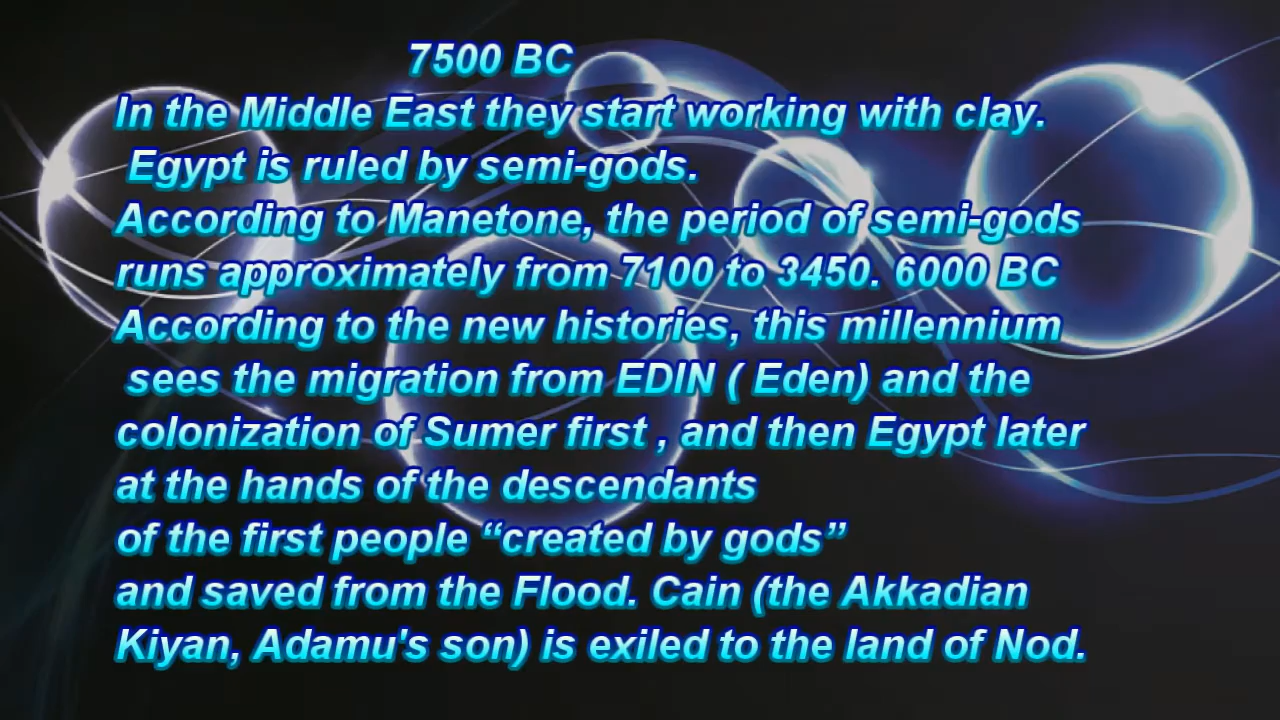 7500 BC
In the Middle East they start working with clay.
Egypt is ruled by semi-gods.
According to Manetone, the period of semi-gods
runs approximately from 7100 to 3450. 6000 BC
According to the new histories, this millennium
sees the migration from EDIN ( Eden) and the
colonization of Sumer first , and then Egypt later
at the hands of the descendants
of the first people “created by gods”
and saved from the Flood. Cain (the Akkadian
Kiyan, Adamu's son) is exiled to the land of Nod.